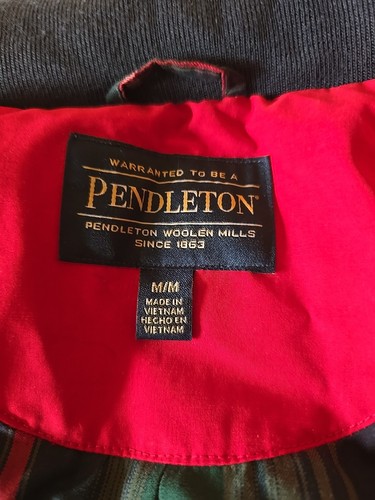 WARRANTED TO BE A
PENDLETON®
PENDLETON WOOLEN MILLS
SINCE 1863
M/M
MADE IN
VIETNAM
HECHO EN
VIETNAM